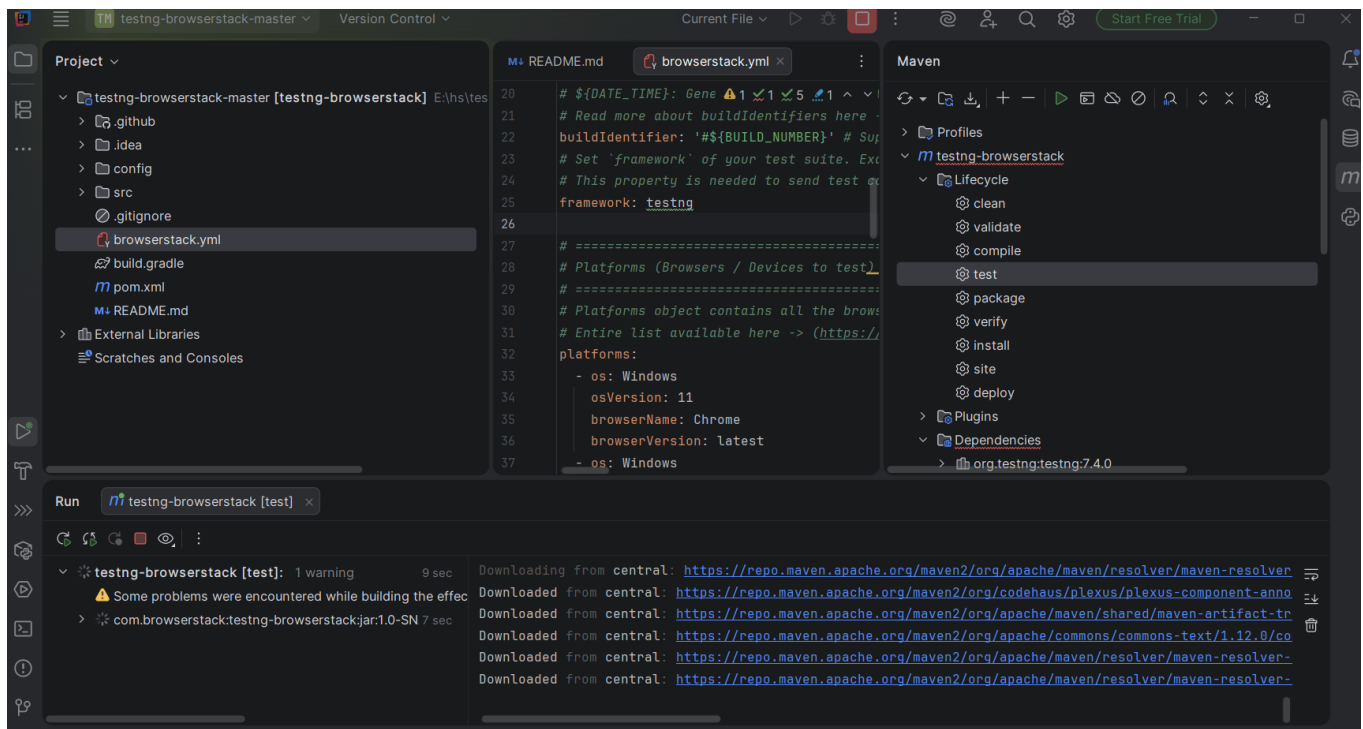 TM testng-browserstack-master Version Control Current File Start Free Trial
Project
testng-browserstack-master [testng-browserstack] E:\hs\tes
.github
.idea
config
src
.gitignore
browserstack.yml
build.gradle
m pom.xml
M↓ README.md
External Libraries
Scratches and Consoles
M↓ README.md browserstack.yml
20 # ${DATE_TIME}: Gene 1 1 5 1
21 # Read more about buildIdentifiers here
22 buildIdentifier: '#${BUILD_NUMBER}' # Sup
23 # Set `framework` of your test suite. Exa
24 # This property is needed to send test co
25 framework: testng
26
27 # ========================================
28 # Platforms (Browsers / Devices to test)
29 # ========================================
30 # Platforms object contains all the brows
31 # Entire list available here -> (https://
32 platforms:
33 - os: Windows
34 osVersion: 11
35 browserName: Chrome
36 browserVersion: latest
37 - os: Windows
Maven
Profiles
m testng-browserstack
Lifecycle
clean
validate
compile
test
package
verify
install
site
deploy
Plugins
Dependencies
org.testng:testng:7.4.0
Run testng-browserstack [test]
testng-browserstack [test]: 1 warning 9 sec
Some problems were encountered while building the effec
com.browserstack:testng-browserstack:jar:1.0-SN 7 sec
Downloading from central: https://repo.maven.apache.org/maven2/org/apache/maven/resolver/maven-resolver
Downloaded from central: https://repo.maven.apache.org/maven2/org/codehaus/plexus/plexus-component-anno
Downloaded from central: https://repo.maven.apache.org/maven2/org/apache/maven/shared/maven-artifact-tr
Downloaded from central: https://repo.maven.apache.org/maven2/org/apache/commons/commons-text/1.12.0/co
Downloaded from central: https://repo.maven.apache.org/maven2/org/apache/maven/resolver/maven-resolver-
Downloaded from central: https://repo.maven.apache.org/maven2/org/apache/maven/resolver/maven-resolver-